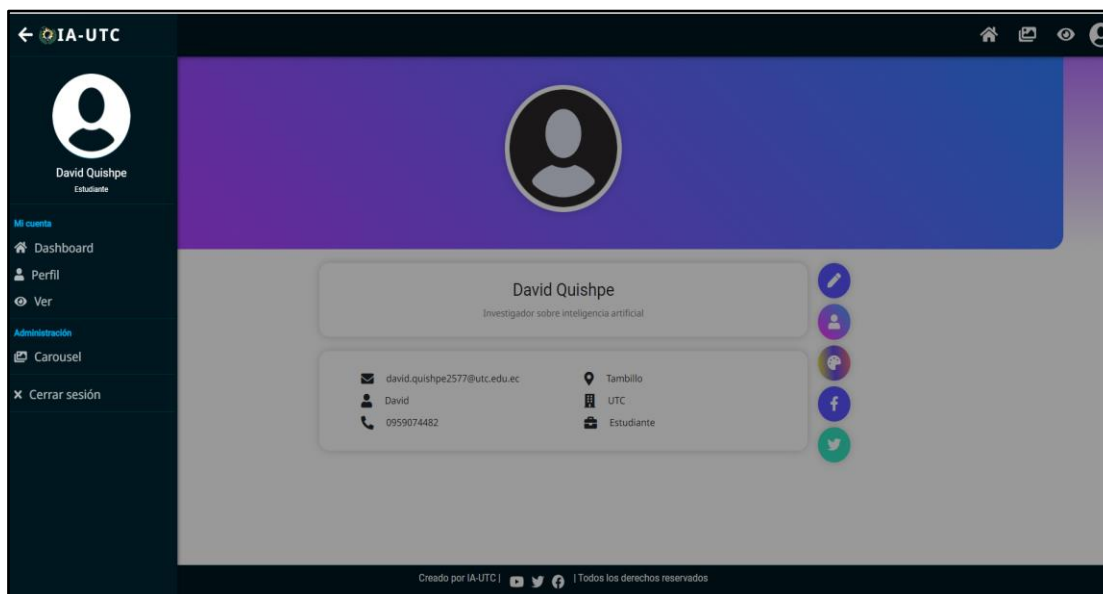 IA-UTC
David Quishpe
Estudiante
Mi cuenta
Dashboard
Perfil
Ver
Administración
Carousel
Cerrar sesión
David Quishpe
Investigador sobre inteligencia artificial
david.quishpe2577@utc.edu.ec
Tambillo
David
UTC
0959074482
Estudiante
Creado por IA-UTC | | Todos los derechos reservados